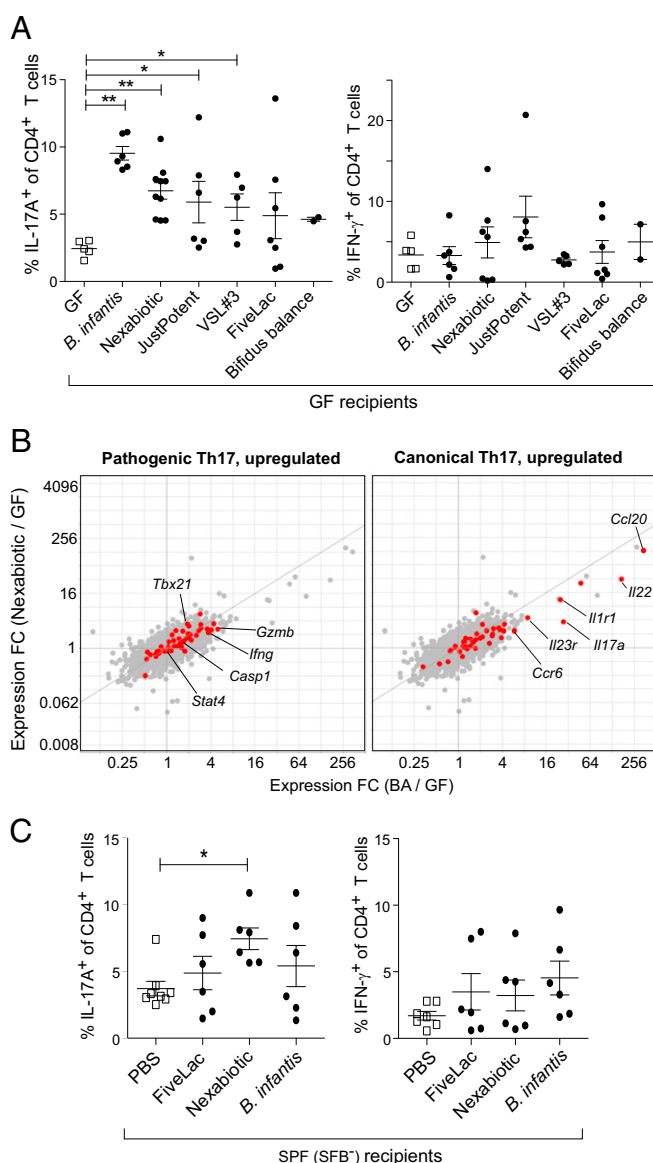 A
% IL-17A+ of CD4+ T cells
15
10
5
0
*
*
**
**
GF
B. infantis
Nexabiotic
JustPotent
VSL#3
FiveLac
Bifidus balance
% IFN-γ+ of CD4+ T cells
20
10
0
GF
B. infantis
Nexabiotic
JustPotent
VSL#3
FiveLac
Bifidus balance
GF recipients
B
Pathogenic Th17, upregulated
Canonical Th17, upregulated
Expression FC (Nexabiotic / GF)
4096
256
16
1
0.062
0.008
Tbx21
Gzmb
Ifng
Casp1
Stat4
Ccl20
Il22
Il1r1
Il17a
Il23r
Ccr6
0.25 1 4 16 64 256
0.25 1 4 16 64 256
Expression FC (BA / GF)
C
% IL-17A+ of CD4+ T cells
15
10
5
0
*
PBS
FiveLac
Nexabiotic
B. infantis
% IFN-γ+ of CD4+ T cells
15
10
5
0
PBS
FiveLac
Nexabiotic
B. infantis
SPF (SFB-) recipients